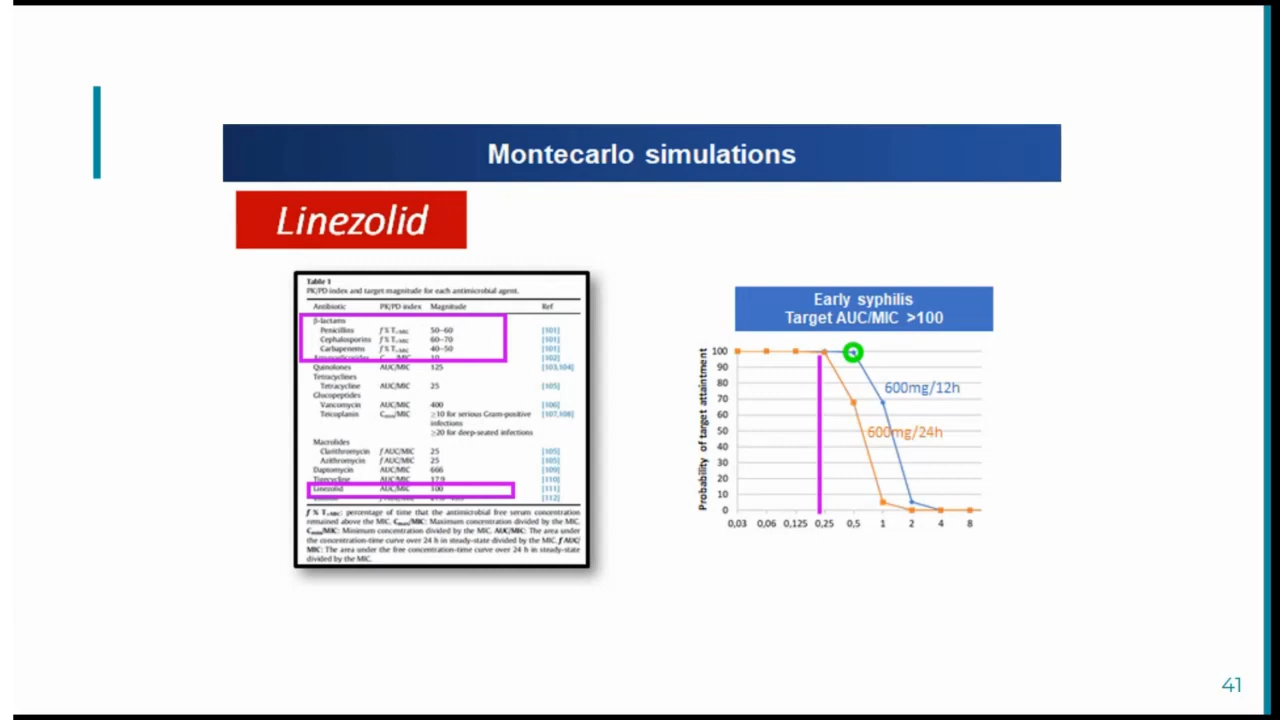 Montecarlo simulations
Linezolid
Table 1
PK/PD index and target magnitude for each antimicrobial agent.
Antibiotic PK/PD index Magnitude Ref
β-lactams
Penicillins f % T>MIC 50–60 [101]
Cephalosporins f % T>MIC 60–70 [101]
Carbapenems f % T>MIC 40–50 [101]
10 [102]
Quinolones AUC/MIC 125 [103,104]
Tetracyclines
Tetracycline AUC/MIC 25 [105]
Glucopeptides
Vancomycin AUC/MIC 400 [106]
Teicoplanin Cmin/MIC ≥10 for serious Gram-positive [107,108]
infections
≥20 for deep-seated infections
Macrolides
Clarithromycin f AUC/MIC 25 [105]
Azithromycin f AUC/MIC 25 [105]
Daptomycin AUC/MIC 666 [109]
Tigecycline AUC/MIC 17.9 [110]
Linezolid AUC/MIC 100 [111]
[112]
f % T>MIC: percentage of time that the antimicrobial free serum concentration
remained above the MIC. Cmax/MIC: Maximum concentration divided by the MIC.
Cmin/MIC: Minimum concentration divided by the MIC. AUC/MIC: The area under
the concentration-time curve over 24 h in steady-state divided by the MIC. f AUC/
MIC: The area under the free concentration-time curve over 24 h in steady-state
divided by the MIC.
Early syphilis
Target AUC/MIC >100
Probability of target attaintment
100
90
80
70
60
50
40
30
20
10
0
600mg/12h
600mg/24h
0,03 0,06 0,125 0,25 0,5 1 2 4 8
41